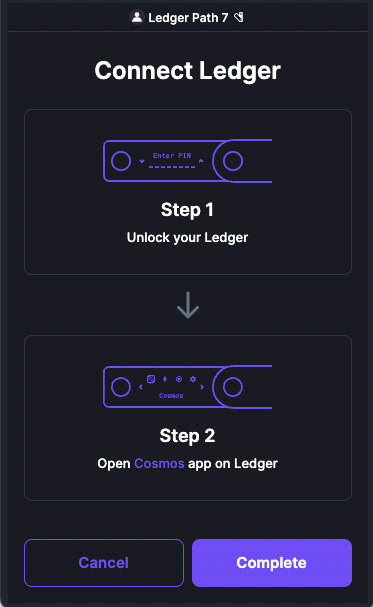 Ledger Path 7
Connect Ledger
Enter PIN
Step 1
Unlock your Ledger
Cosmos
Step 2
Open Cosmos app on Ledger
Cancel
Complete